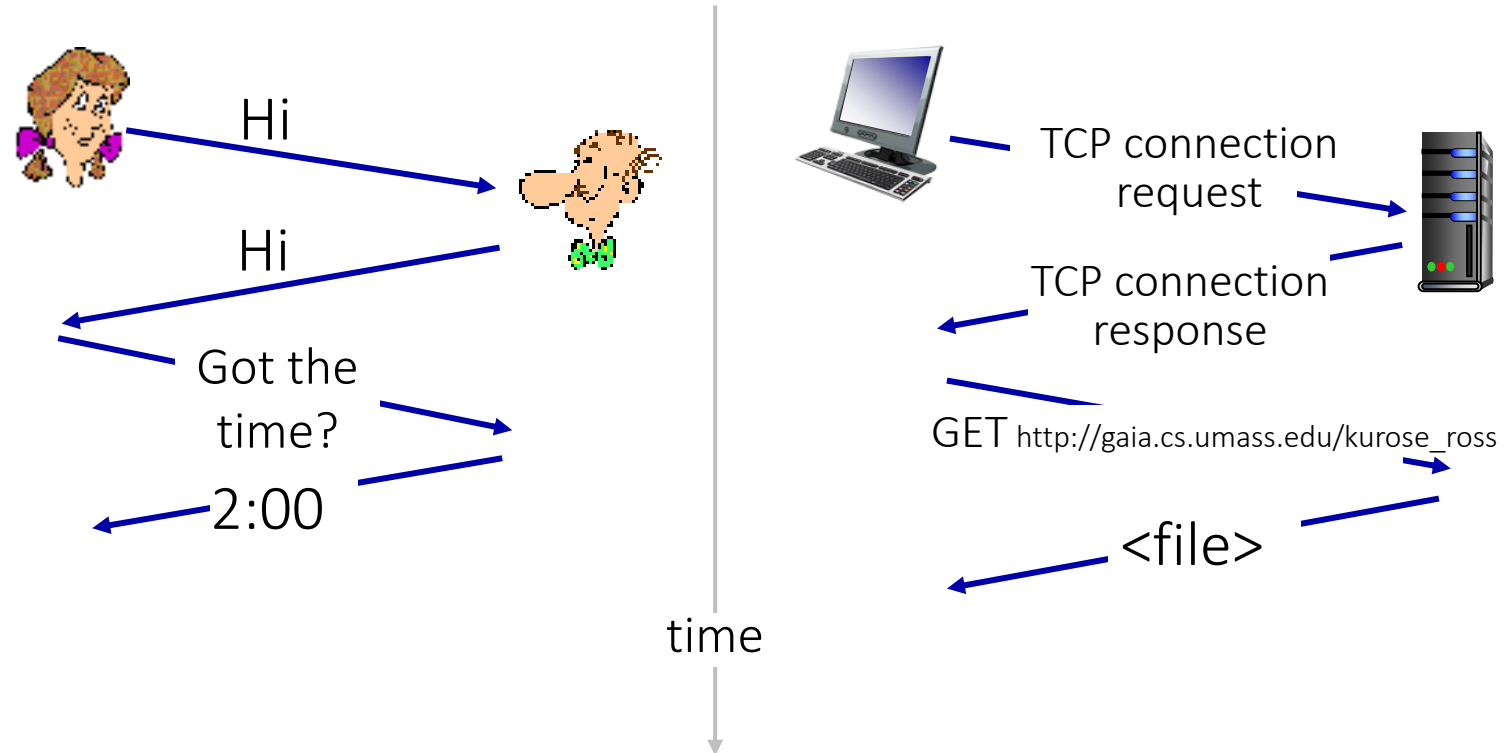 Hi
Hi
Got the
time?
2:00
time
TCP connection
request
TCP connection
response
GET http://gaia.cs.umass.edu/kurose_ross
<file>